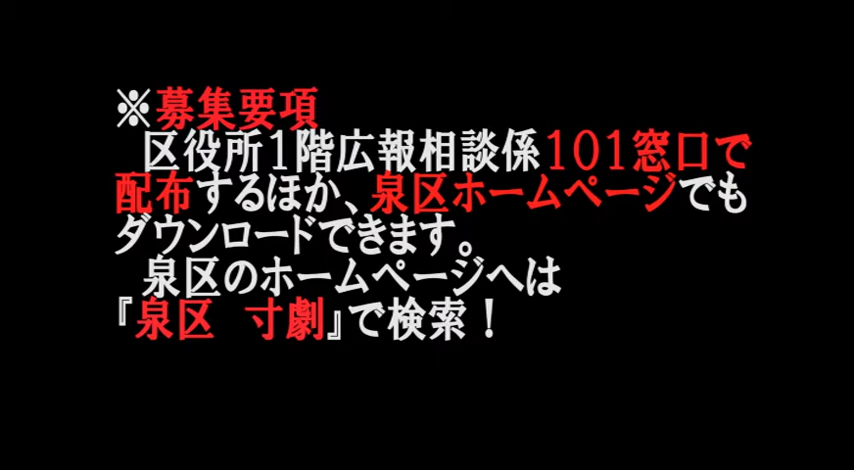 ※募集要項
　区役所1階広報相談係101窓口で
配布するほか、泉区ホームページでも
ダウンロードできます。
　泉区のホームページへは
『泉区　寸劇』で検索！